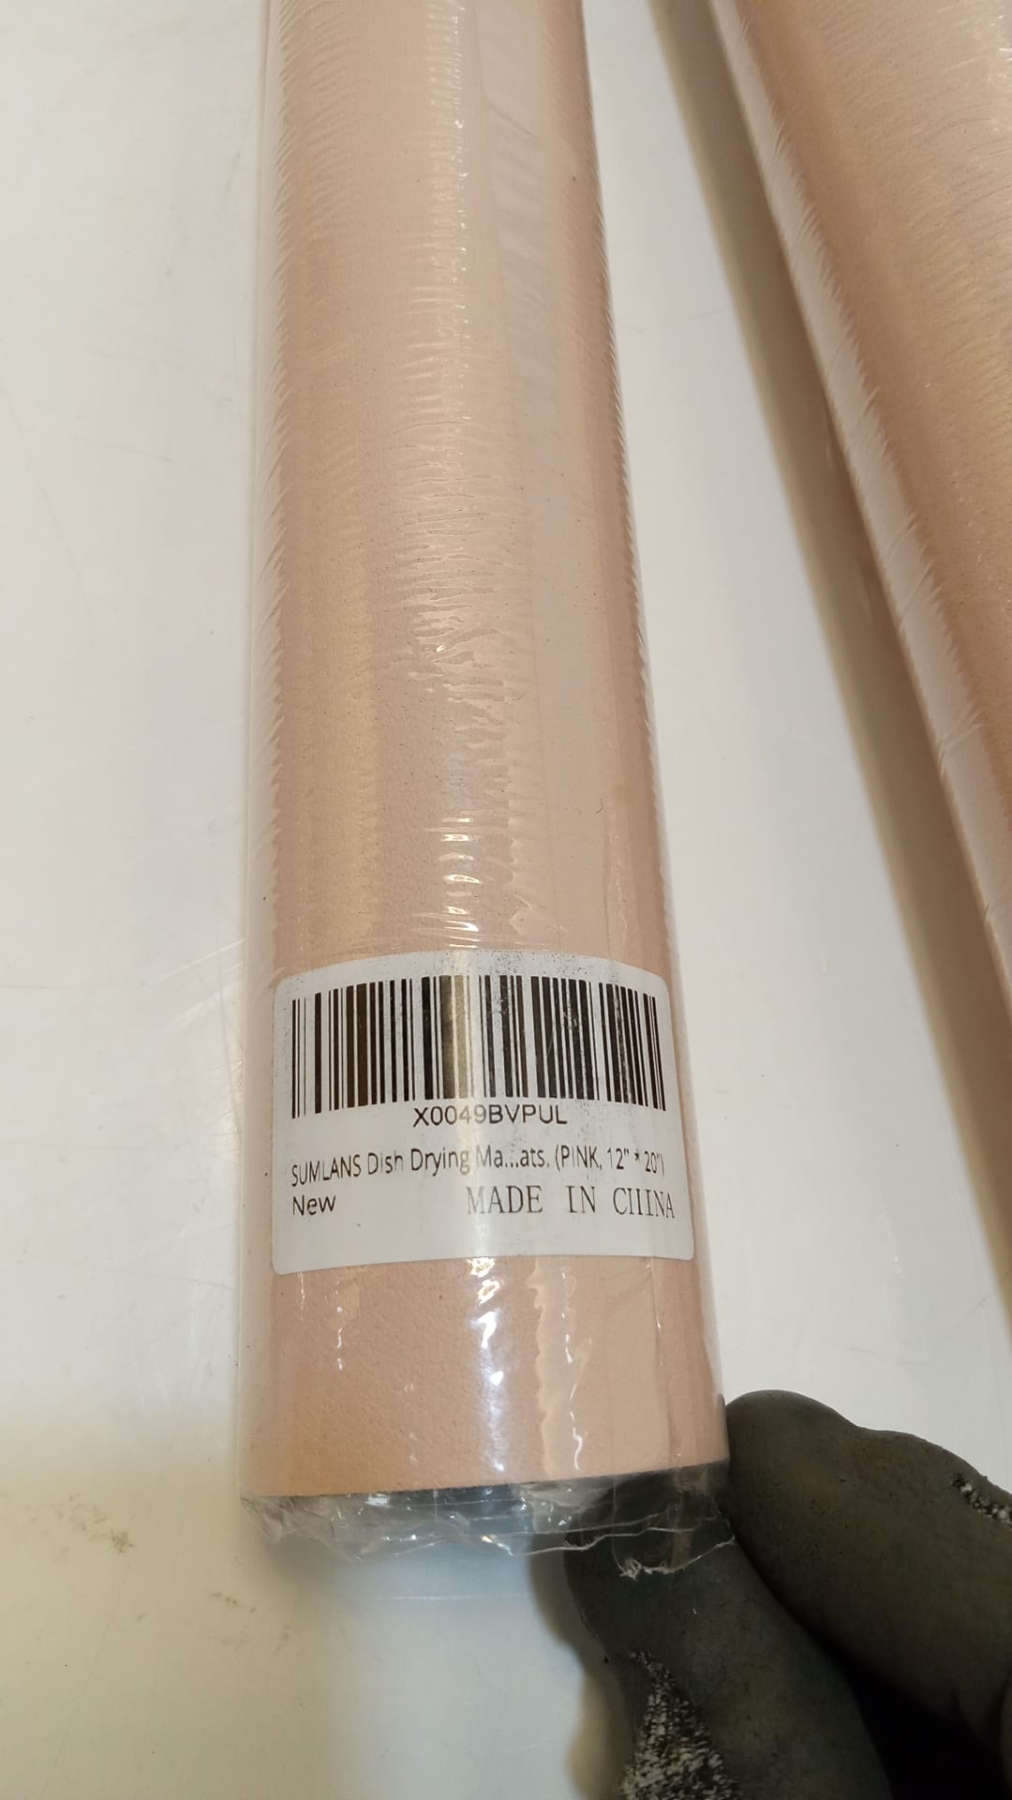 X0049BVPUL
SUMLANS Dish Drying Ma...ats. (PINK, 12" * 20")
New MADE IN CHINA